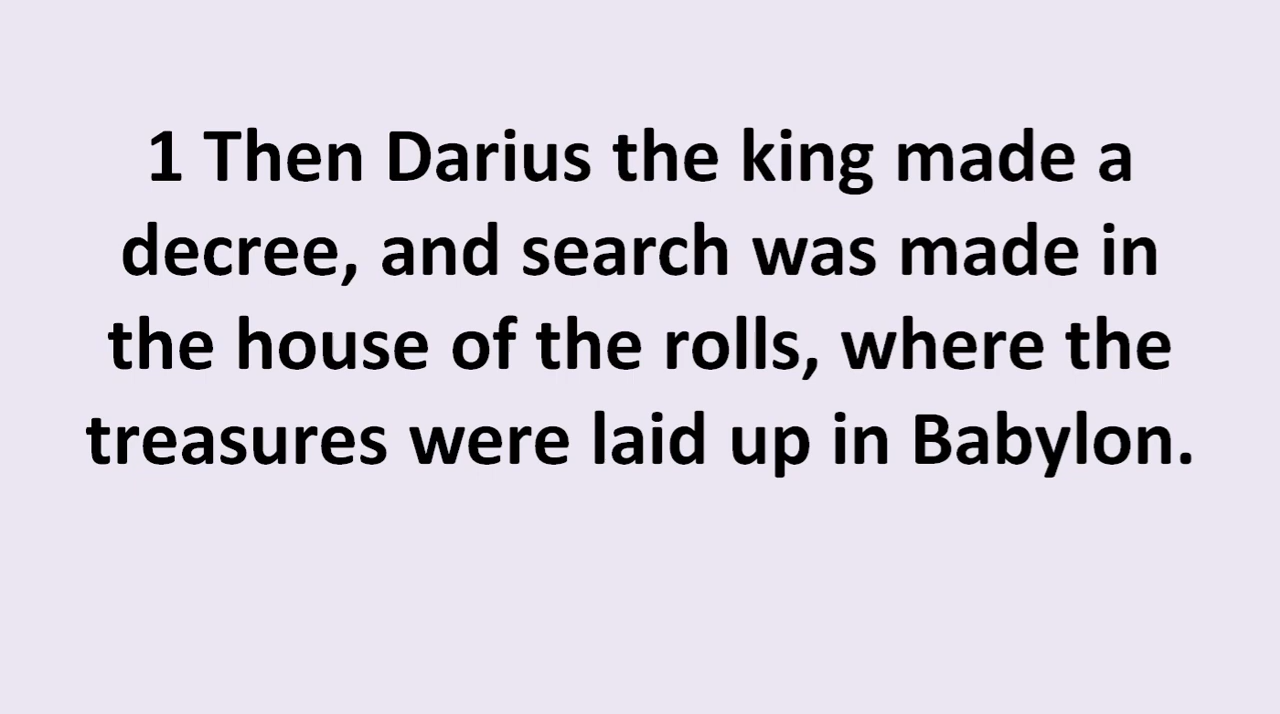 1 Then Darius the king made a
decree, and search was made in
the house of the rolls, where the
treasures were laid up in Babylon.